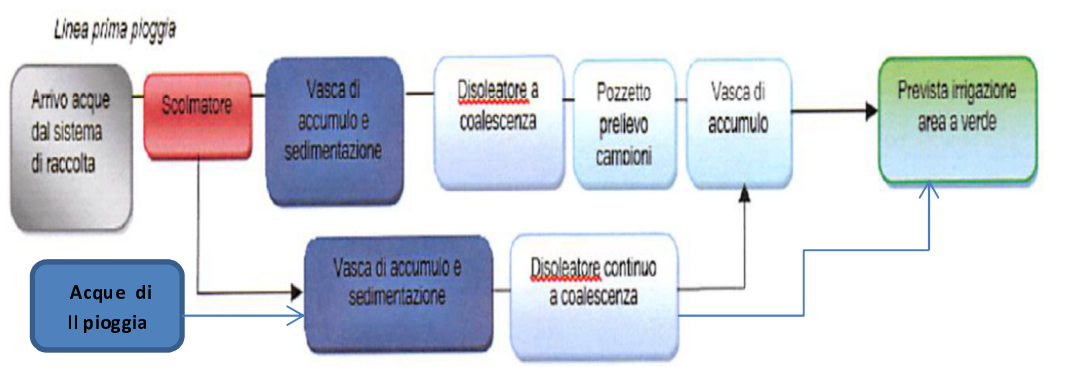 Linea prima pioggia
Arrivo acque
dal sistema
di raccolta
Scolmatore
Vasca di
accumulo e
sedimentazione
Disoleatore a
coalescenza
Pozzetto
prelievo
campioni
Vasca di
accumulo
Prevista irrigazione
area a verde
Acque di
II pioggia
Vasca di accumulo e
sedimentazione
Disoleatore continuo
a coalescenza